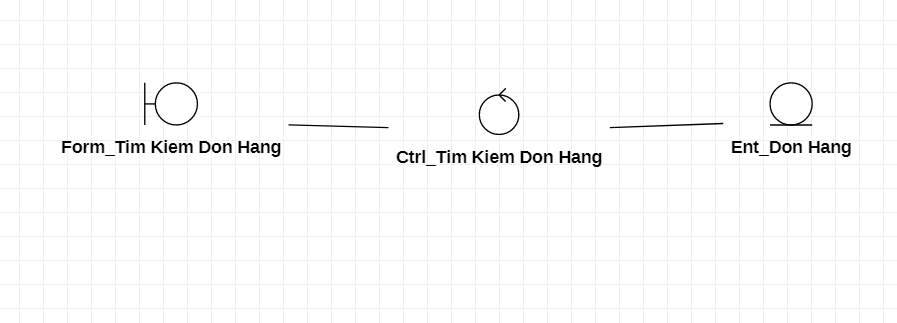 Form_Tim Kiem Don Hang
Ctrl_Tim Kiem Don Hang
Ent_Don Hang